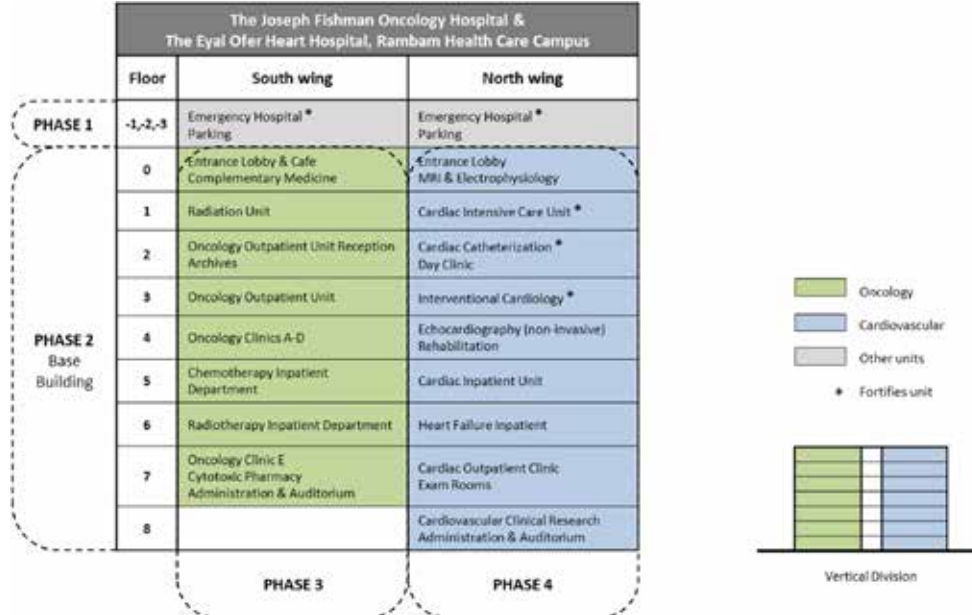 The Joseph Fishman Oncology Hospital &
The Eyal Ofer Heart Hospital, Rambam Health Care Campus
Floor
South wing
North wing
PHASE 1
-1,-2,-3
Emergency Hospital *
Parking
Emergency Hospital *
Parking
PHASE 2
Base
Building
0
Entrance Lobby & Cafe
Complementary Medicine
Entrance Lobby
MRI & Electrophysiology
1
Radiation Unit
Cardiac Intensive Care Unit *
2
Oncology Outpatient Unit Reception
Archives
Cardiac Catheterization *
Day Clinic
3
Oncology Outpatient Unit
Interventional Cardiology *
4
Oncology Clinics A-D
Echocardiography (non-invasive)
Rehabilitation
5
Chemotherapy Inpatient
Department
Cardiac Inpatient Unit
6
Radiotherapy Inpatient Department
Heart Failure Inpatient
7
Oncology Clinic E
Cytotoxic Pharmacy
Administration & Auditorium
Cardiac Outpatient Clinic
Exam Rooms
8
Cardiovascular Clinical Research
Administration & Auditorium
PHASE 3
PHASE 4
Oncology
Cardiovascular
Other units
* Fortifies unit
Vertical Division